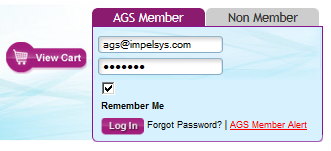 AGS Member Non Member
ags@impelsys.com
View Cart
•••••••
Remember Me
Log In Forgot Password? | AGS Member Alert